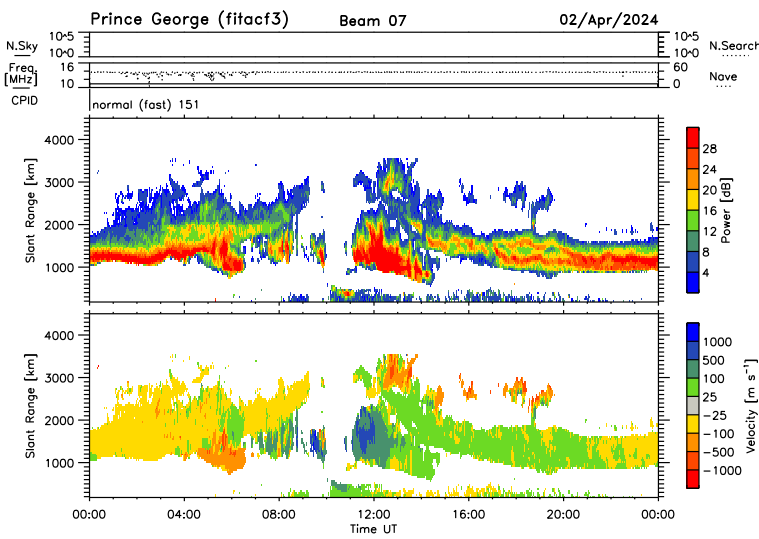 Prince George (fitacf3) Beam 07 02/Apr/2024
N.Sky 10^5 10^5 N.Search
10^0 10^0
Freq. 16 60
[MHz] 10 0 Nave
CPID normal (fast) 151
4000
3000
2000
1000
Slant Range [km]
28
24
20
16
12
8
4
Power [dB]
4000
3000
2000
1000
Slant Range [km]
1000
500
100
25
-25
-100
-500
-1000
Velocity [m s⁻¹]
00:00 04:00 08:00 12:00 16:00 20:00 00:00
Time UT